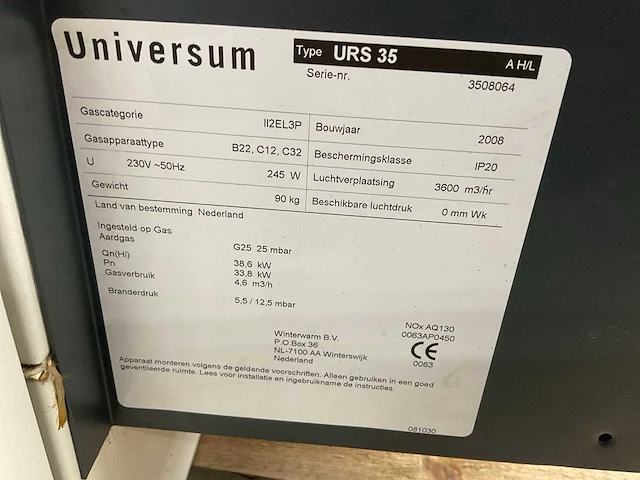 Universum
Type URS 35 A H/L
Serie-nr. 3508064
Gascategorie II2EL3P
Gasapparaattype B22, C12, C32
U 230V ~50Hz 245 W
Gewicht 90 kg
Bouwjaar 2008
Beschermingsklasse IP20
Luchtverplaatsing 3600 m3/hr
Beschikbare luchtdruk 0 mm Wk
Land van bestemming Nederland
Ingesteld op Gas
Aardgas G25 25 mbar
Qn(Hi) 38,6 kW
Pn 33,8 kW
Gasverbruik 4,6 m3/h
Branderdruk 5,5 / 12,5 mbar
Winterwarm B.V.
P.O.Box 36
NL-7100 AA Winterswijk
Nederland
NOx AQ130
0063AP0450
CE
0063
Apparaat monteren volgens de geldende voorschriften. Alleen gebruiken in een goed
geventileerde ruimte. Lees voor installatie en ingebruikname de instructies.
081030